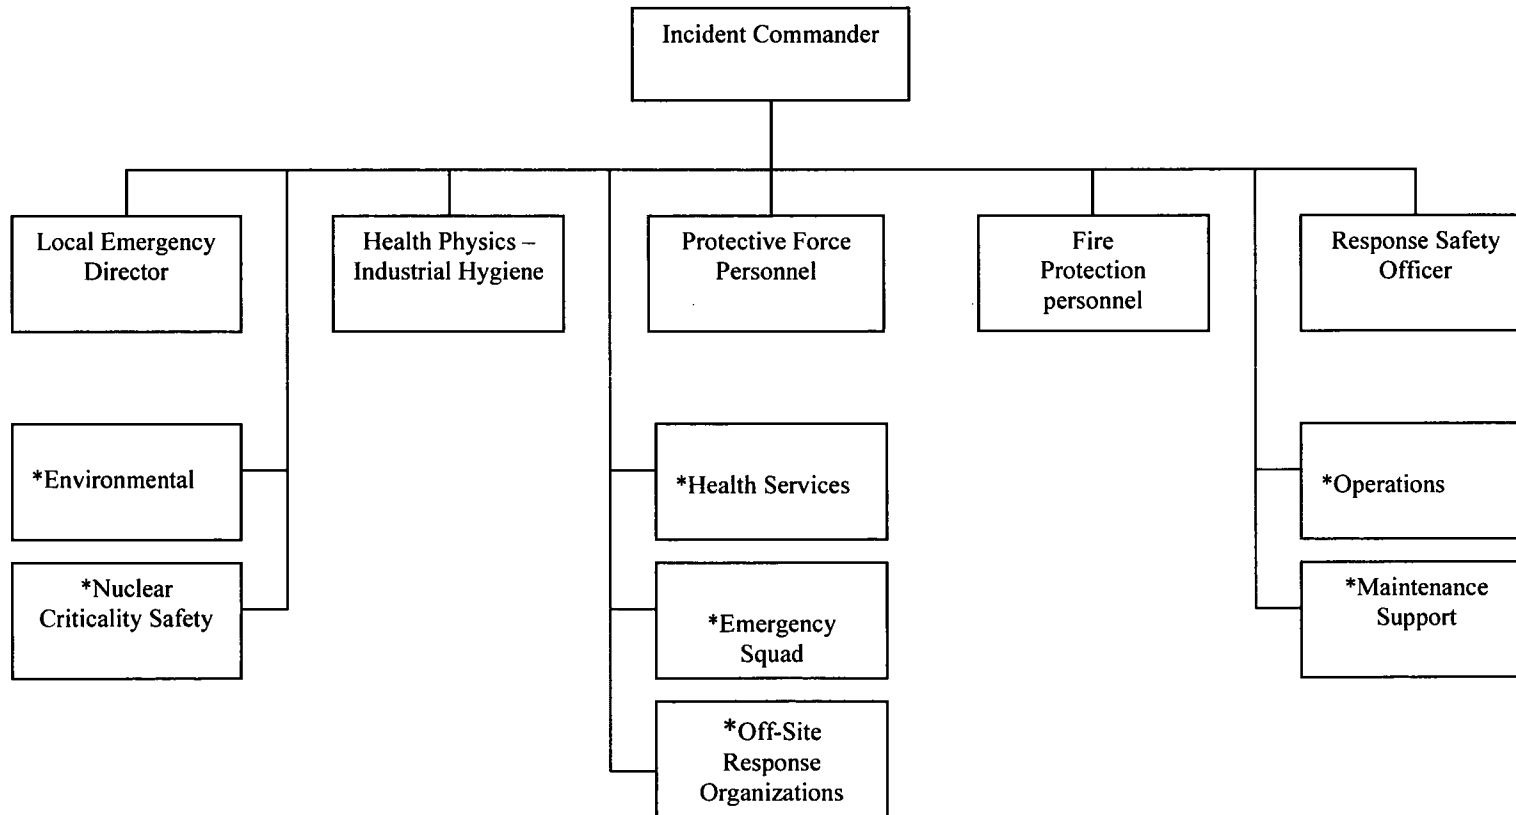 Incident Commander
Local Emergency
Director
Health Physics –
Industrial Hygiene
Protective Force
Personnel
Fire
Protection
personnel
Response Safety
Officer
*Environmental
*Health Services
*Operations
*Nuclear
Criticality Safety
*Emergency
Squad
*Maintenance
Support
*Off-Site
Response
Organizations